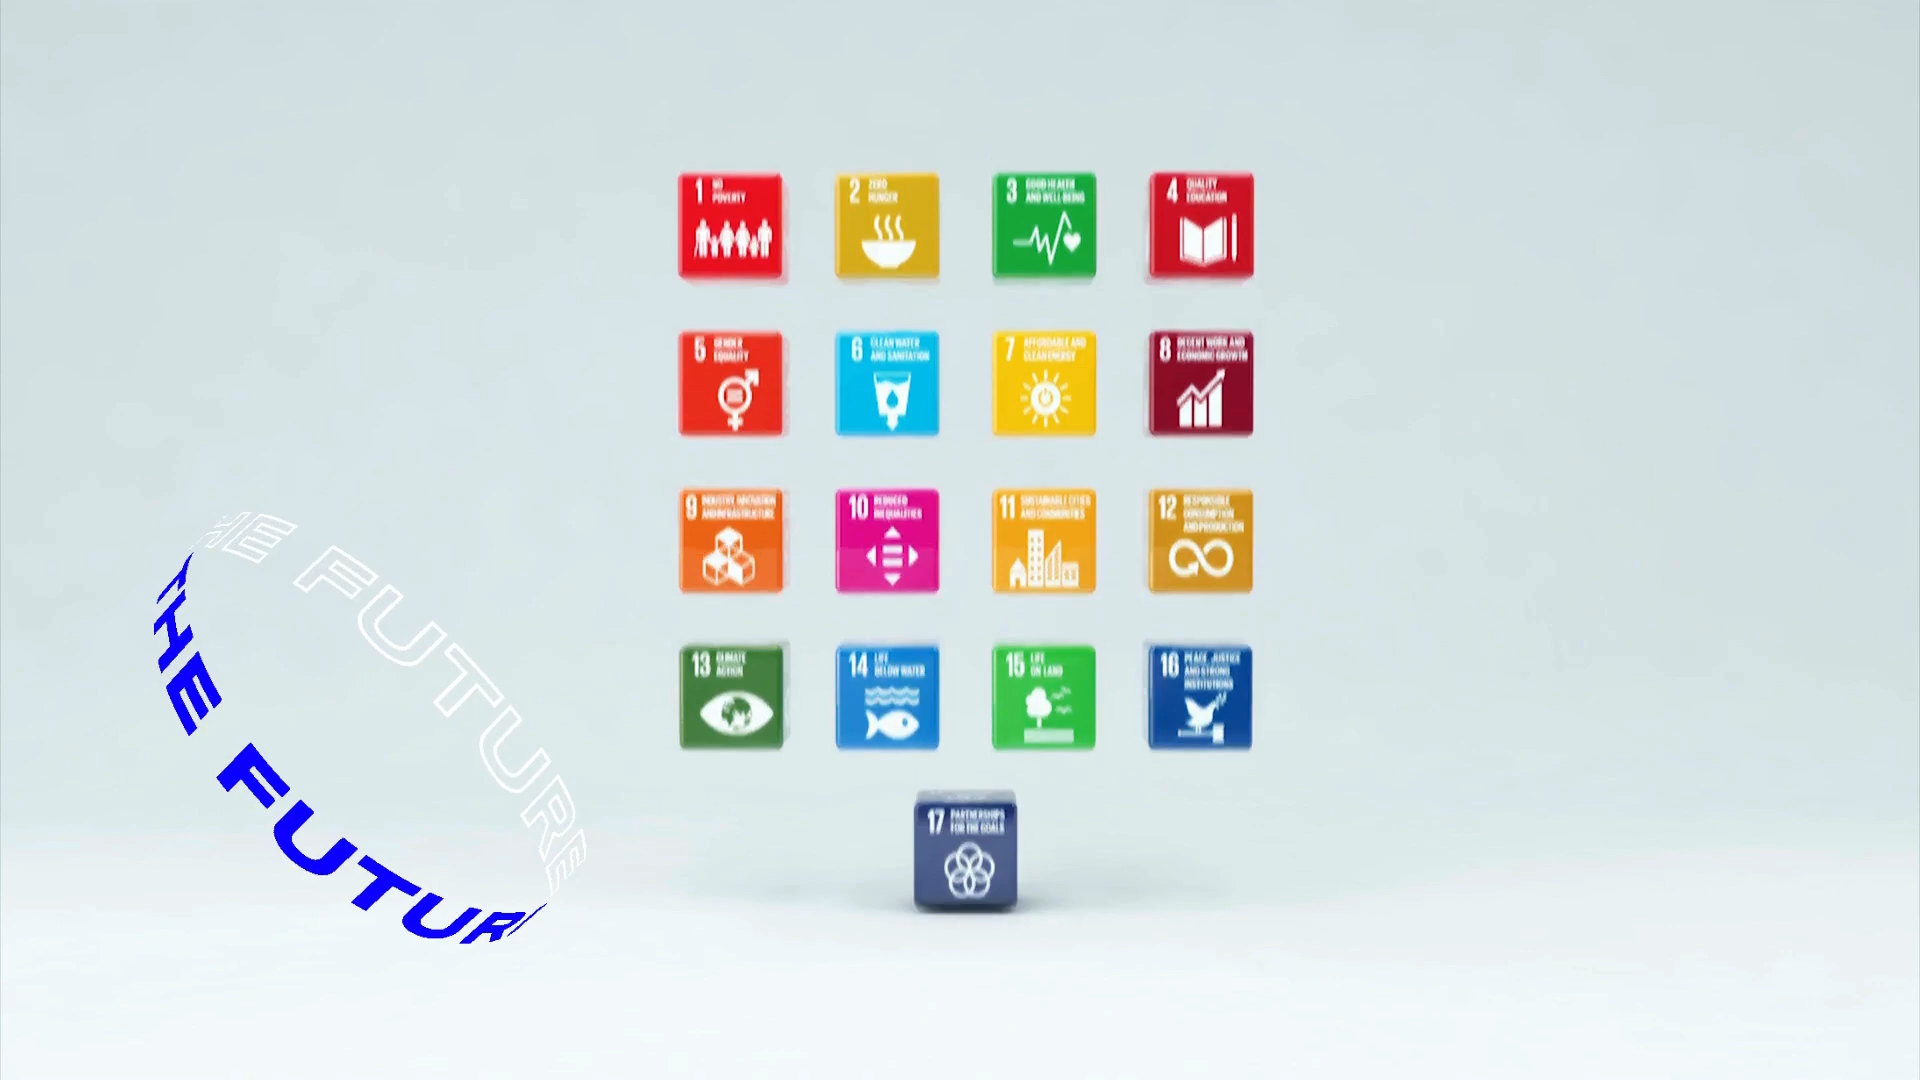 1 NO
POVERTY
2 ZERO
HUNGER
3 GOOD HEALTH
AND WELL-BEING
4 QUALITY
EDUCATION
5 GENDER
EQUALITY
6 CLEAN WATER
AND SANITATION
7 AFFORDABLE AND
CLEAN ENERGY
8 DECENT WORK AND
ECONOMIC GROWTH
9 INDUSTRY, INNOVATION
AND INFRASTRUCTURE
10 REDUCED
INEQUALITIES
11 SUSTAINABLE CITIES
AND COMMUNITIES
12 RESPONSIBLE
CONSUMPTION
AND PRODUCTION
HE FUTURE
THE FUTUR
13 CLIMATE
ACTION
14 LIFE
BELOW WATER
15 LIFE
ON LAND
16 PEACE, JUSTICE
AND STRONG
INSTITUTIONS
17 PARTNERSHIPS
FOR THE GOALS